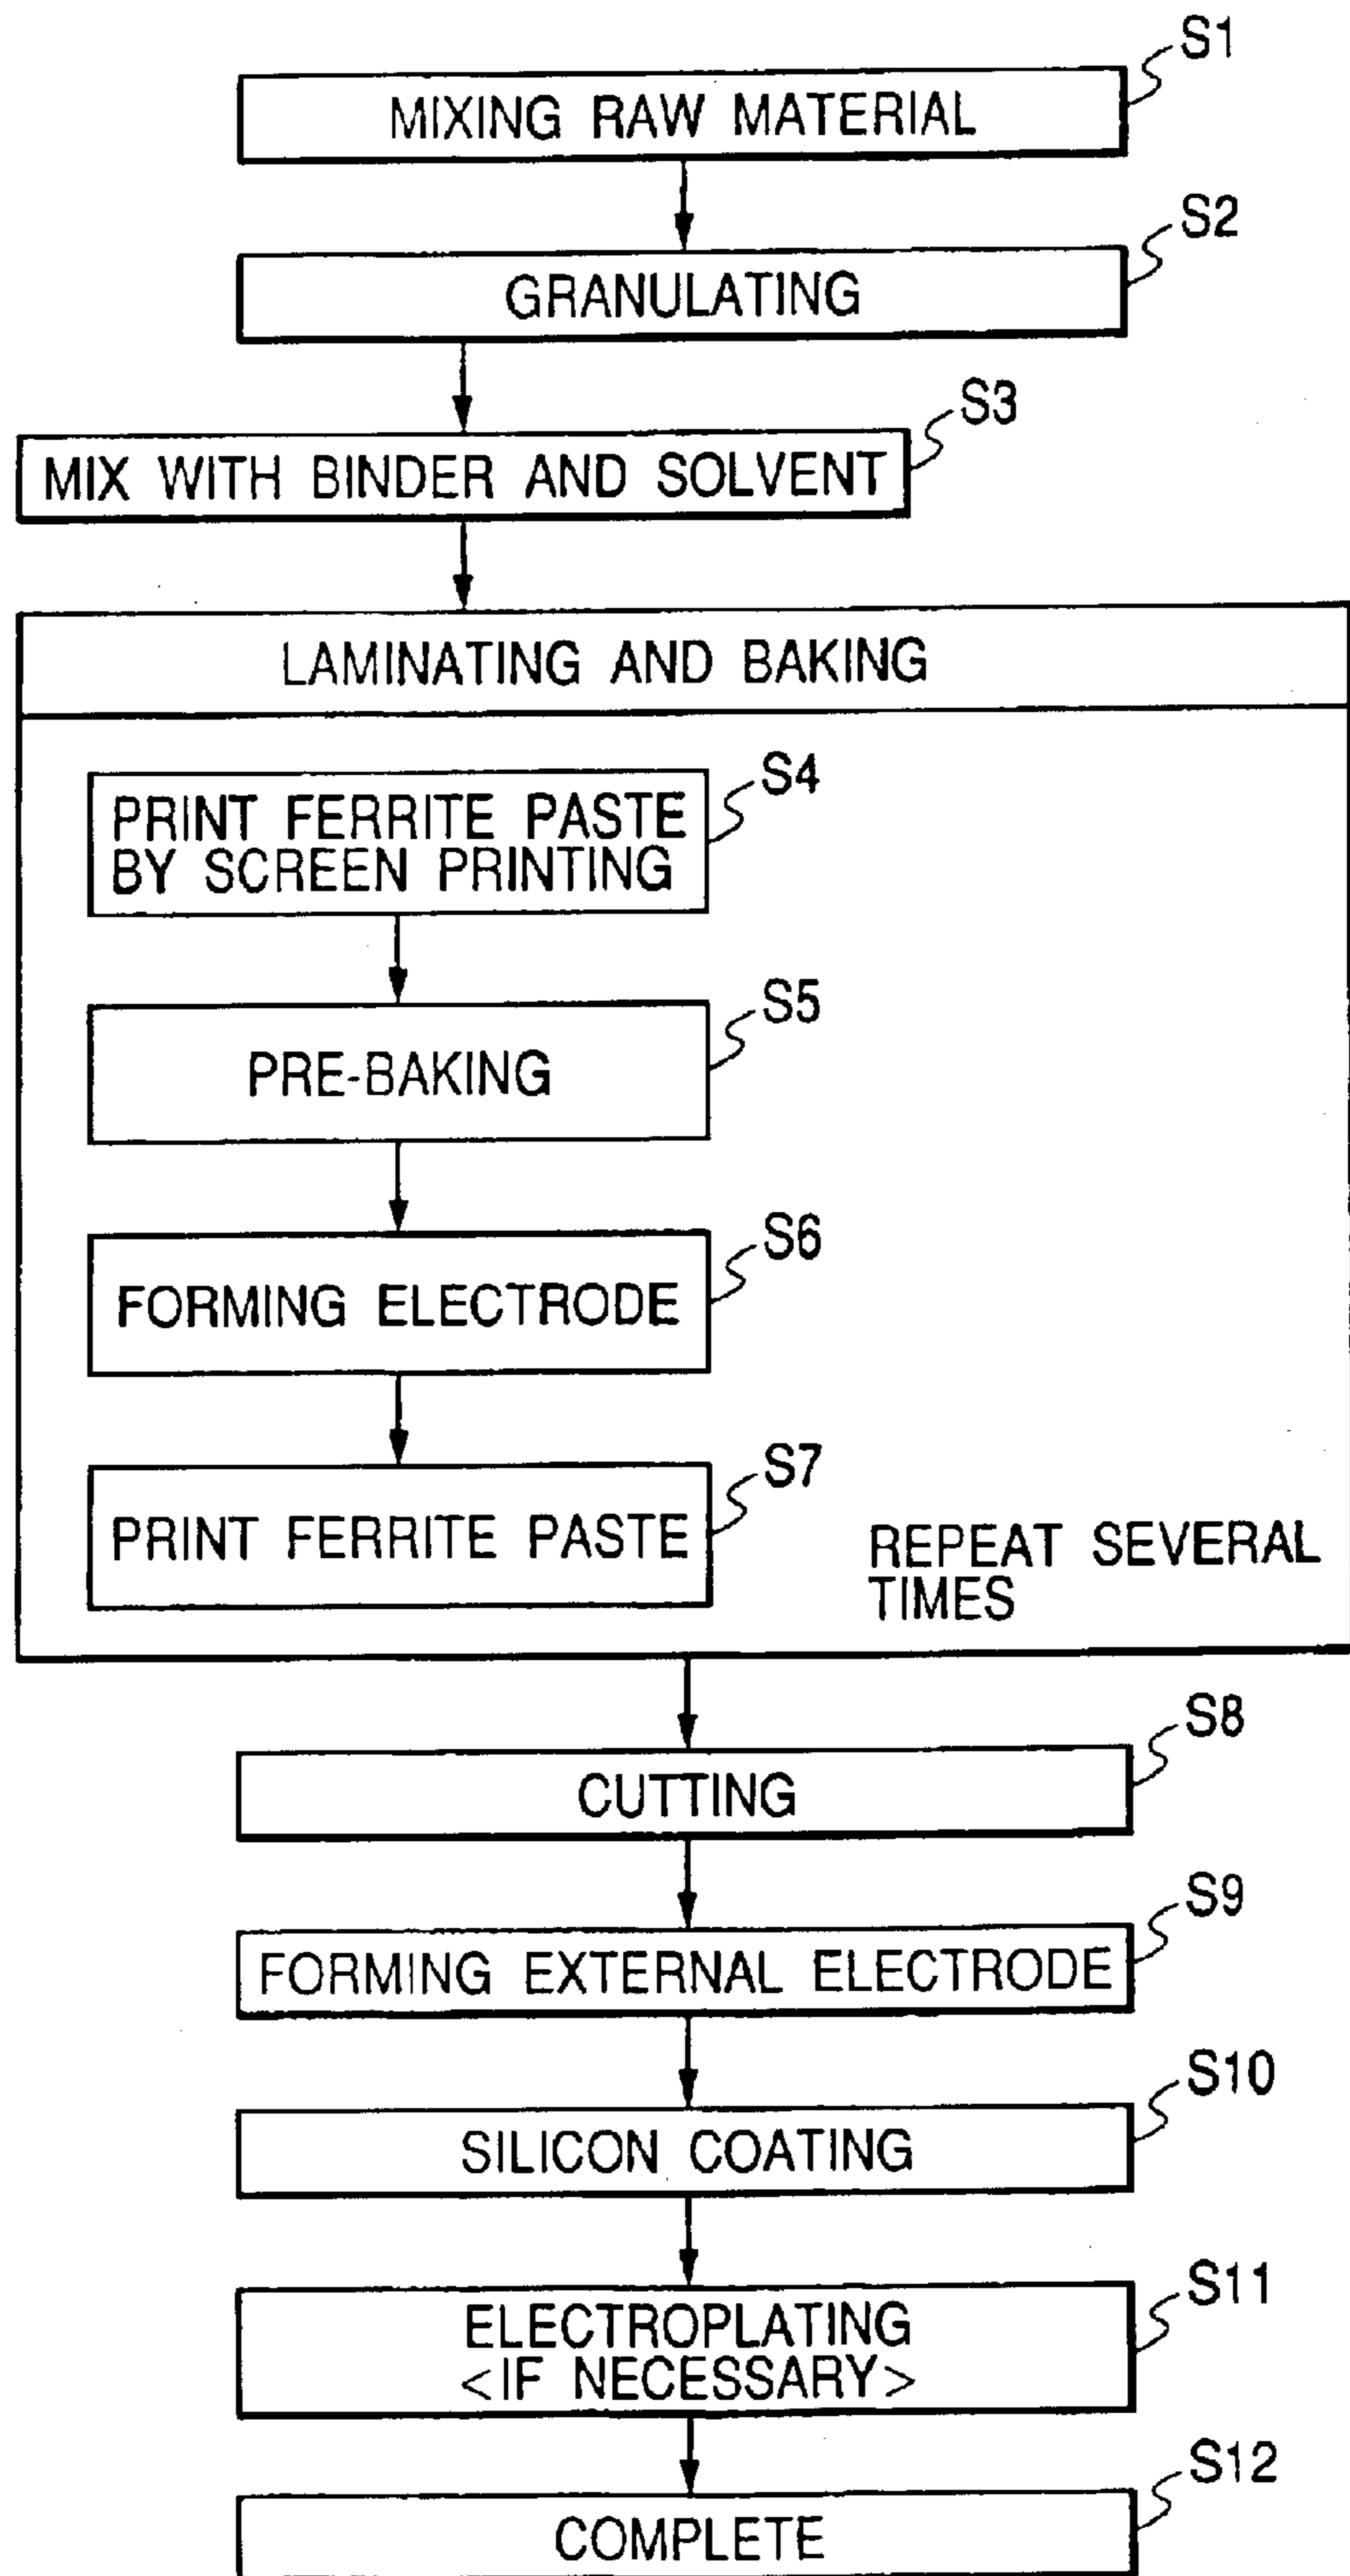 S1
MIXING RAW MATERIAL
S2
GRANULATING
S3
MIX WITH BINDER AND SOLVENT
LAMINATING AND BAKING
S4
PRINT FERRITE PASTE
BY SCREEN PRINTING
S5
PRE-BAKING
S6
FORMING ELECTRODE
S7
PRINT FERRITE PASTE
REPEAT SEVERAL
TIMES
S8
CUTTING
S9
FORMING EXTERNAL ELECTRODE
S10
SILICON COATING
S11
ELECTROPLATING
<IF NECESSARY>
S12
COMPLETE